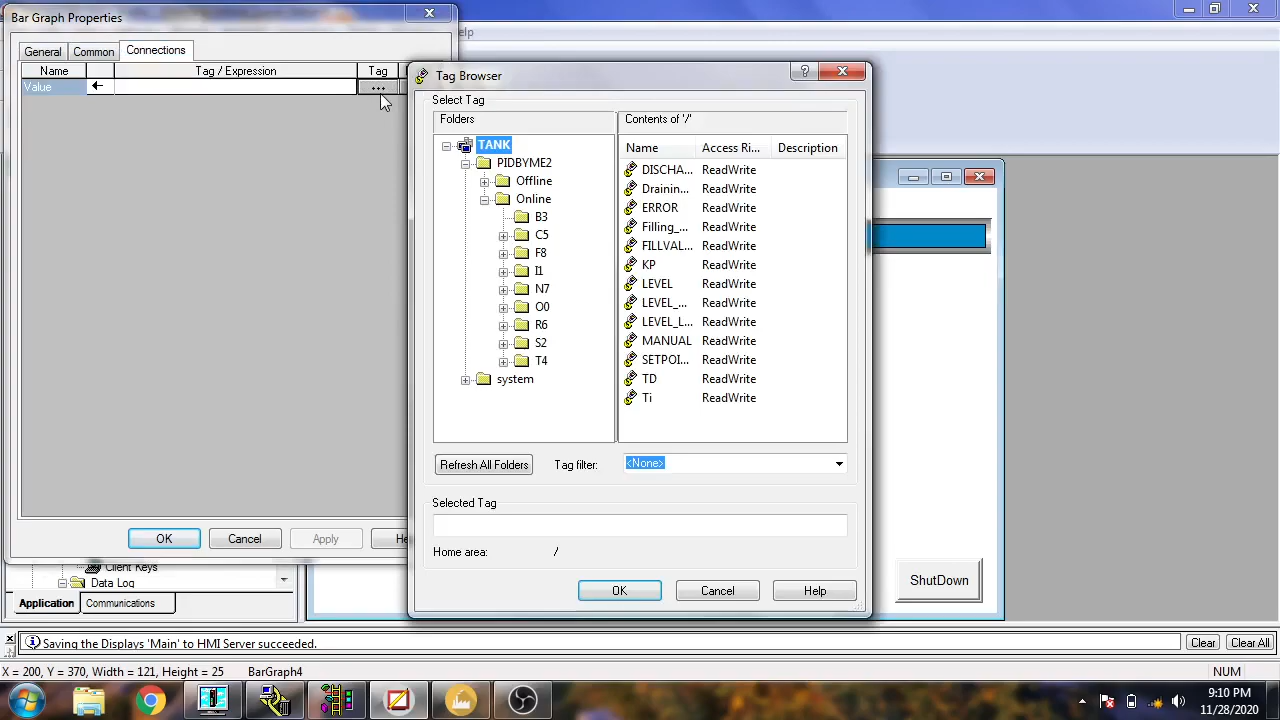 Bar Graph Properties
General Common Connections
Name Tag / Expression Tag
Value ...
OK Cancel Apply
Client Keys
Data Log
Application Communications
Tag Browser
?
Select Tag
Folders
TANK
PIDBYME2
Offline
Online
B3
C5
F8
I1
N7
O0
R6
S2
T4
system
Contents of '/'
Name Access Ri... Description
DISCHA... ReadWrite
Drainin... ReadWrite
ERROR ReadWrite
Filling_... ReadWrite
FILLVAL... ReadWrite
KP ReadWrite
LEVEL ReadWrite
LEVEL_... ReadWrite
LEVEL_L... ReadWrite
MANUAL ReadWrite
SETPOI... ReadWrite
TD ReadWrite
Ti ReadWrite
Refresh All Folders Tag filter: <None>
Selected Tag
Home area: /
OK Cancel Help
ShutDown
Saving the Displays 'Main' to HMI Server succeeded. Clear Clear All
X = 200, Y = 370, Width = 121, Height = 25 BarGraph4 NUM
9:10 PM
11/28/2020